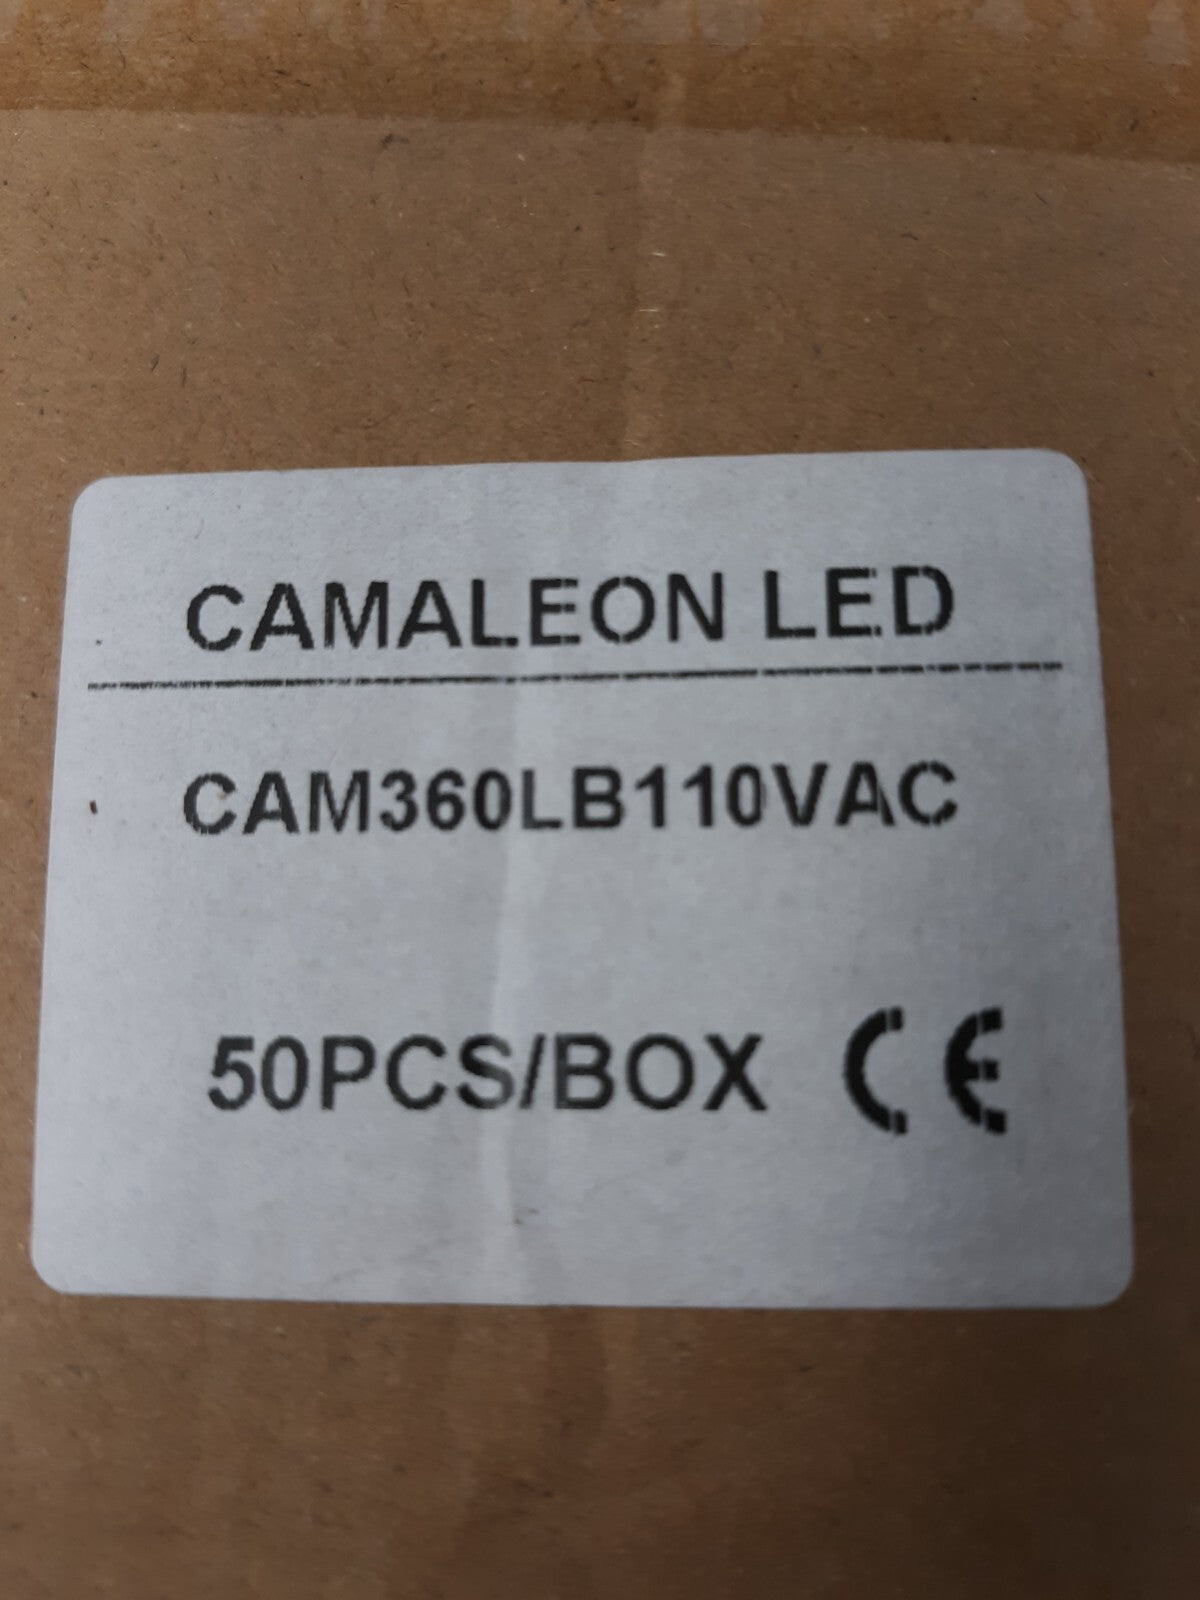 CAMALEON LED
CAM360LB110VAC
50PCS/BOX CE